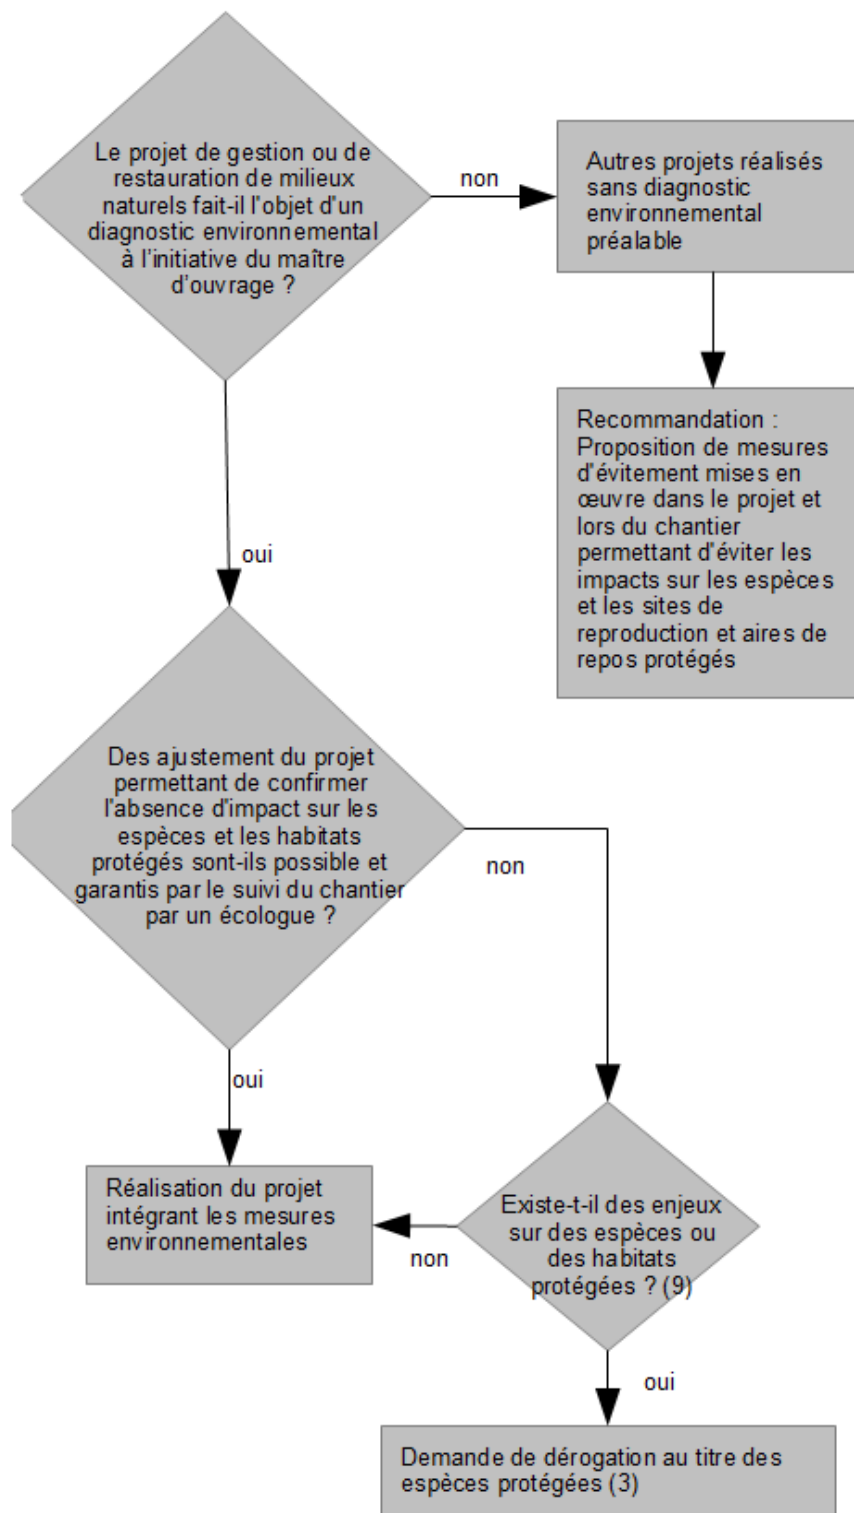 Le projet de gestion ou de
restauration de milieux
naturels fait-il l'objet d'un
diagnostic environnemental
à l'initiative du maître
d'ouvrage ?
non
Autres projets réalisés
sans diagnostic
environnemental
préalable
Recommandation :
Proposition de mesures
d'évitement mises en
œuvre dans le projet et
lors du chantier
permettant d'éviter les
impacts sur les espèces
et les sites de
reproduction et aires de
repos protégés
oui
Des ajustement du projet
permettant de confirmer
l'absence d'impact sur les
espèces et les habitats
protégés sont-ils possible et
garantis par le suivi du chantier
par un écologue ?
non
oui
Réalisation du projet
intégrant les mesures
environnementales
non
Existe-t-il des enjeux
sur des espèces ou
des habitats
protégées ? (9)
oui
Demande de dérogation au titre des
espèces protégées (3)